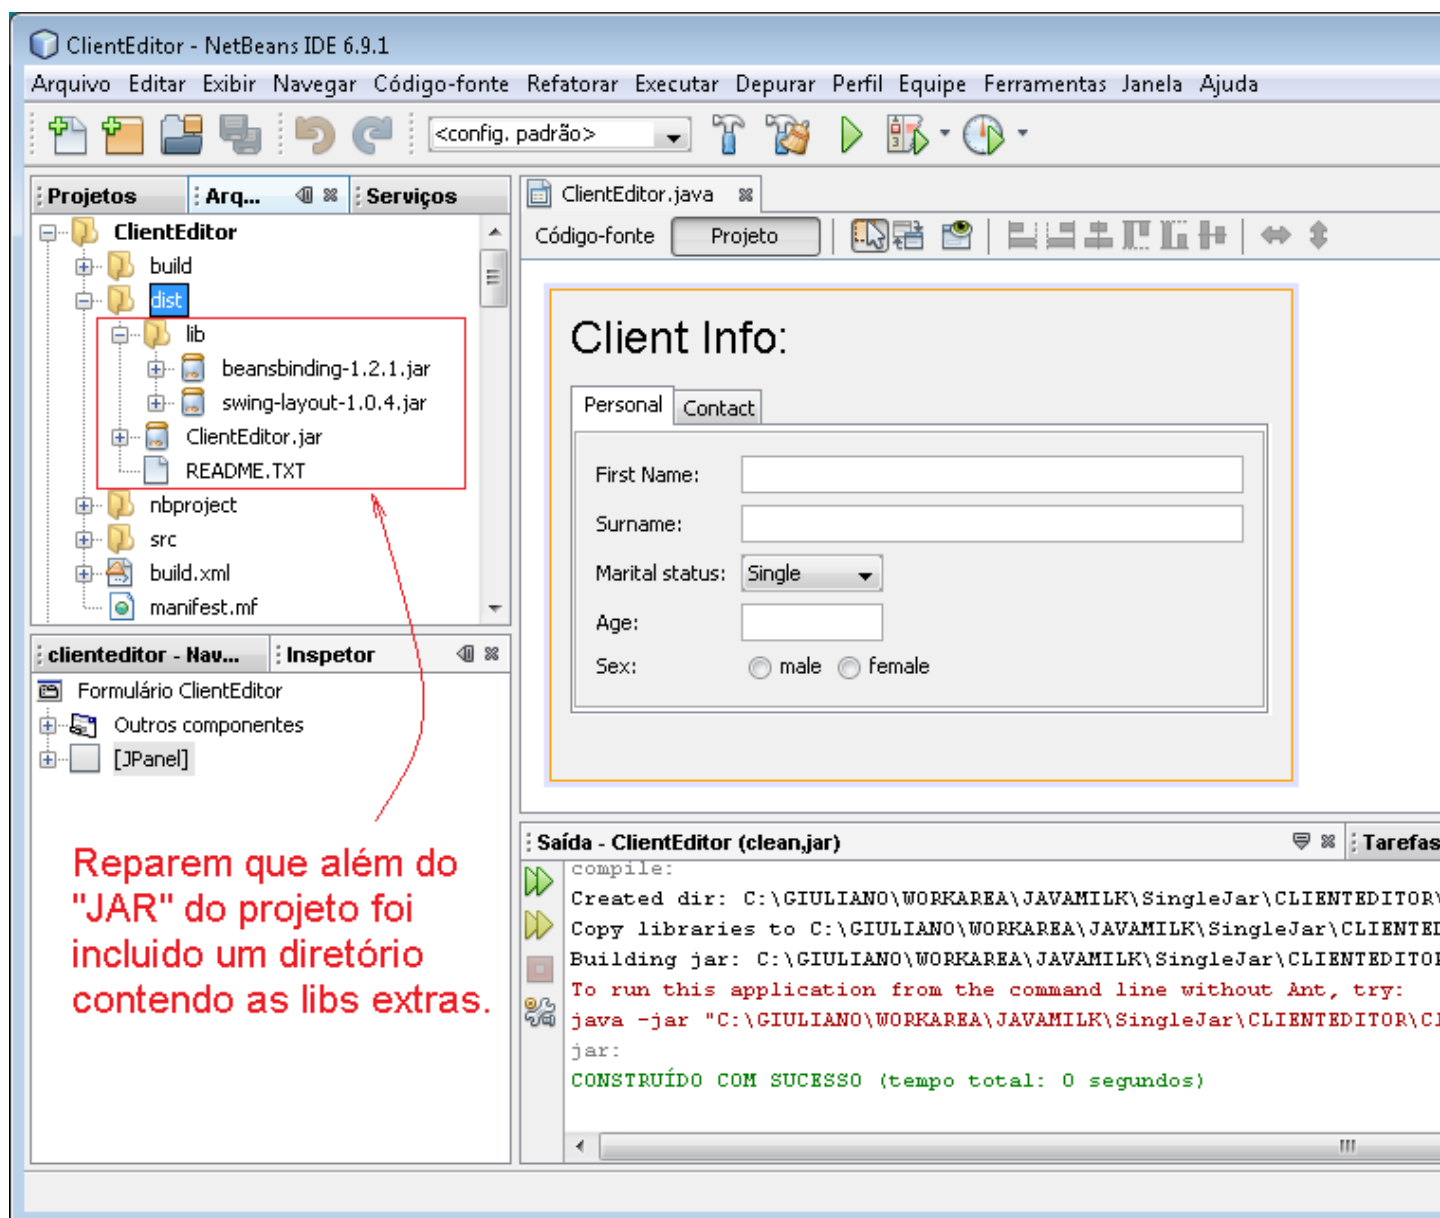 ClientEditor - NetBeans IDE 6.9.1
Arquivo Editar Exibir Navegar Código-fonte Refatorar Executar Depurar Perfil Equipe Ferramentas Janela Ajuda
<config. padrão>
Projetos Arq... Serviços
ClientEditor
build
dist
lib
beansbinding-1.2.1.jar
swing-layout-1.0.4.jar
ClientEditor.jar
README.TXT
nbproject
src
build.xml
manifest.mf
clienteditor - Nav... Inspetor
Formulário ClientEditor
Outros componentes
[JPanel]
Reparem que além do
"JAR" do projeto foi
incluido um diretório
contendo as libs extras.
ClientEditor.java
Código-fonte Projeto
Client Info:
Personal Contact
First Name:
Surname:
Marital status: Single
Age:
Sex: male female
Saída - ClientEditor (clean,jar) Tarefas
compile:
Created dir: C:\GIULIANO\WORKAREA\JAVAMILK\SingleJar\CLIENTEDITOR\
Copy libraries to C:\GIULIANO\WORKAREA\JAVAMILK\SingleJar\CLIENTED
Building jar: C:\GIULIANO\WORKAREA\JAVAMILK\SingleJar\CLIENTEDITOR
To run this application from the command line without Ant, try:
java -jar "C:\GIULIANO\WORKAREA\JAVAMILK\SingleJar\CLIENTEDITOR\Cl
jar:
CONSTRUÍDO COM SUCESSO (tempo total: 0 segundos)